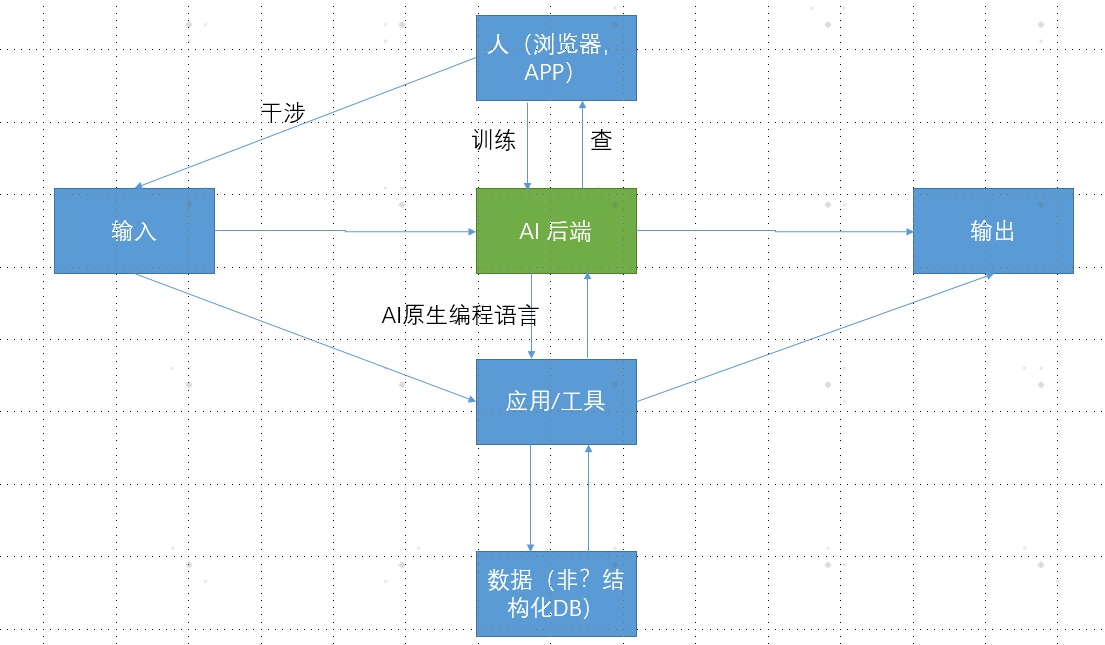 人（浏览器，
APP）
干涉
训练
查
输入
AI 后端
输出
AI原生编程语言
应用/工具
数据（非？结
构化DB）